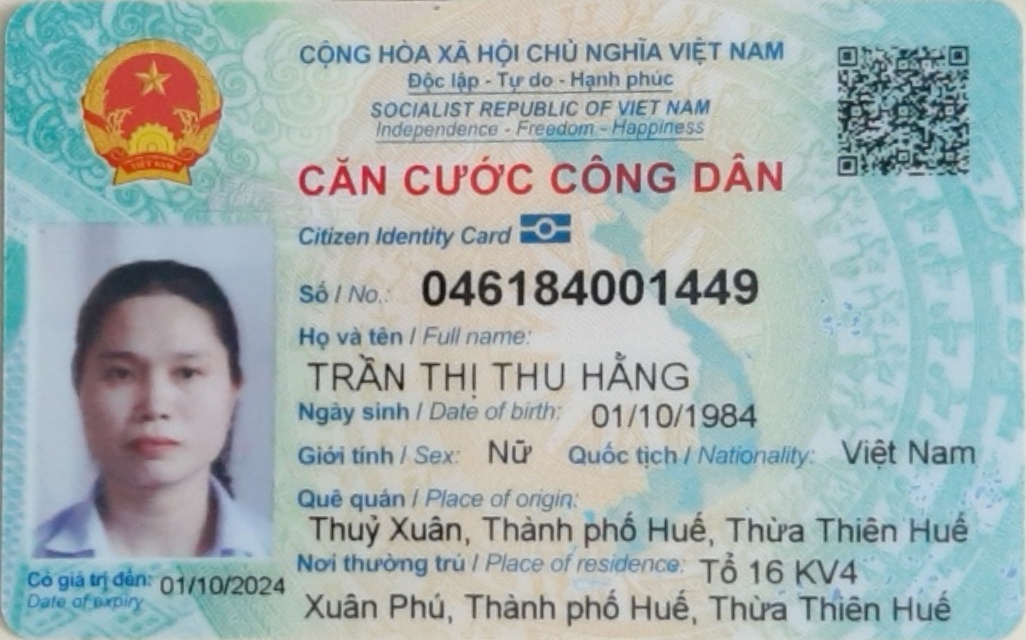 CỘNG HÒA XÃ HỘI CHỦ NGHĨA VIỆT NAM
Độc lập - Tự do - Hạnh phúc
SOCIALIST REPUBLIC OF VIET NAM
Independence - Freedom - Happiness
CĂN CƯỚC CÔNG DÂN
Citizen Identity Card
Số / No.: 046184001449
Họ và tên / Full name:
TRẦN THỊ THU HẰNG
Ngày sinh / Date of birth: 01/10/1984
Giới tính / Sex: Nữ Quốc tịch / Nationality: Việt Nam
Quê quán / Place of origin:
Thuỷ Xuân, Thành phố Huế, Thừa Thiên Huế
Nơi thường trú / Place of residence: Tổ 16 KV4
Xuân Phú, Thành phố Huế, Thừa Thiên Huế
Có giá trị đến: 01/10/2024
Date of expiry
VIỆT NAM